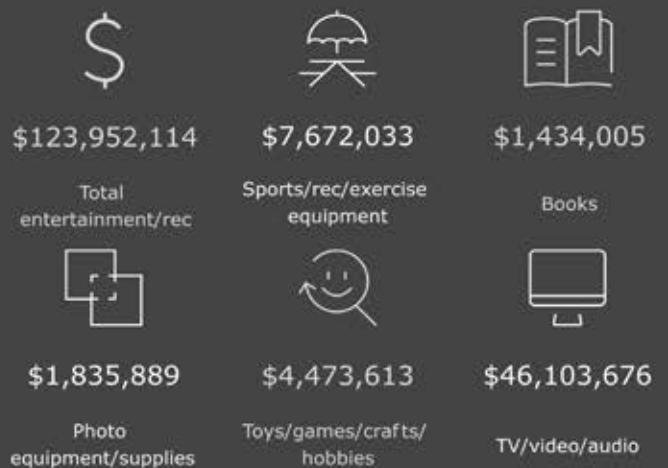 $123,952,114
Total
entertainment/rec
$7,672,033
Sports/rec/exercise
equipment
$1,434,005
Books
$1,835,889
Photo
equipment/supplies
$4,473,613
Toys/games/crafts/
hobbies
$46,103,676
TV/video/audio